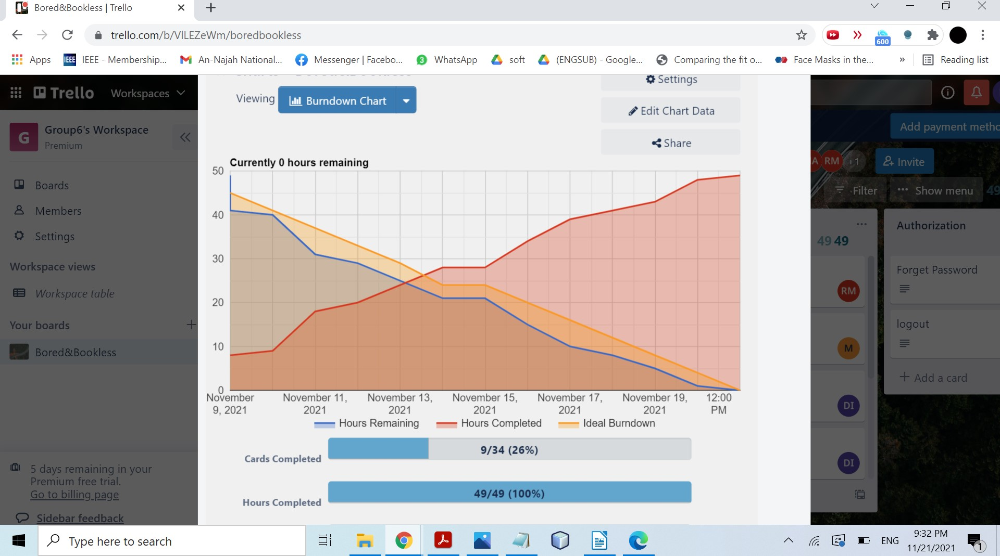 Bored&Bookless | Trello
trello.com/b/VlLEZeWm/boredbookless
600
Apps
IEEE
IEEE - Membership...
An-Najah National...
Messenger | Facebo...
3
WhatsApp
soft
(ENGSUB) - Google...
Comparing the fit o...
Face Masks in the...
»
Reading list
Trello
Workspaces
Settings
Viewing
Burndown Chart
Edit Chart Data
Share
G
Group6's Workspace
Premium
Add payment metho
A
RM
+1
Invite
Filter
Show menu
49
Boards
Members
Settings
Workspace views
Workspace table
Your boards
Bored&Bookless
5 days remaining in your
Premium free trial.
Go to billing page
Sidebar feedback
Currently 0 hours remaining
50
40
30
20
10
0
November 9, 2021
November 11, 2021
November 13, 2021
November 15, 2021
November 17, 2021
November 19, 2021
12:00 PM
Hours Remaining
Hours Completed
Ideal Burndown
Cards Completed
9/34 (26%)
Hours Completed
49/49 (100%)
49 49
RM
M
DI
DI
Authorization
Forget Password
logout
Add a card
Type here to search
ENG
9:32 PM
11/21/2021
1